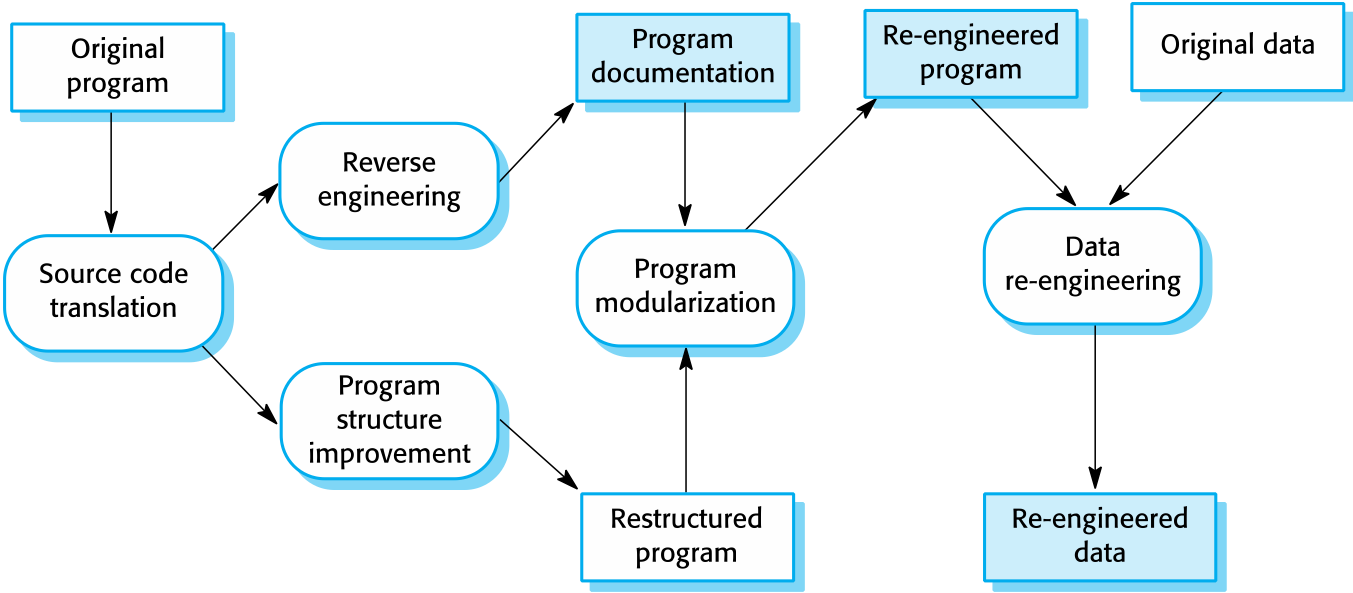 Original
program
Program
documentation
Re-engineered
program
Original data
Reverse
engineering
Source code
translation
Program
modularization
Data
re-engineering
Program
structure
improvement
Restructured
program
Re-engineered
data